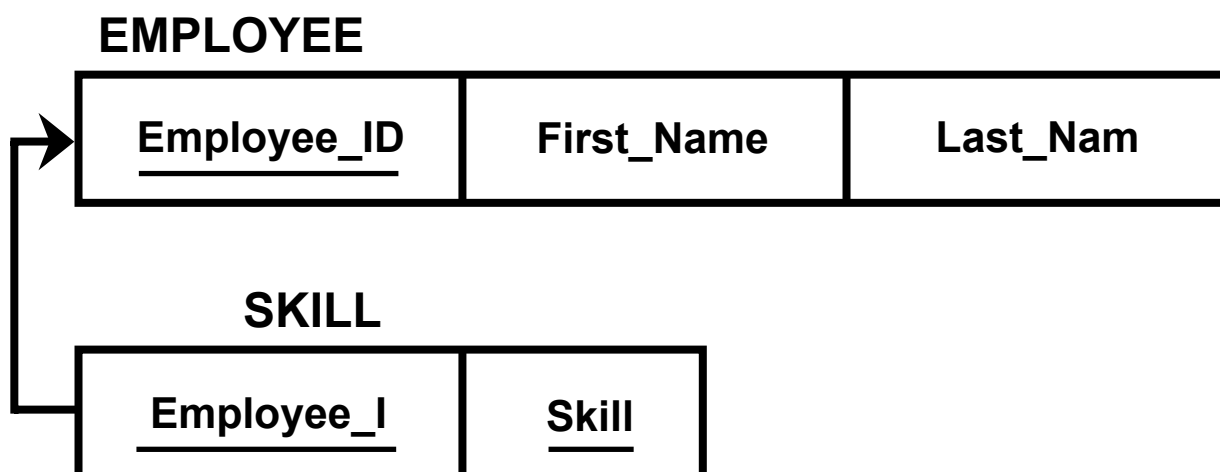 EMPLOYEE
Employee_ID First_Name Last_Nam
SKILL
Employee_I Skill